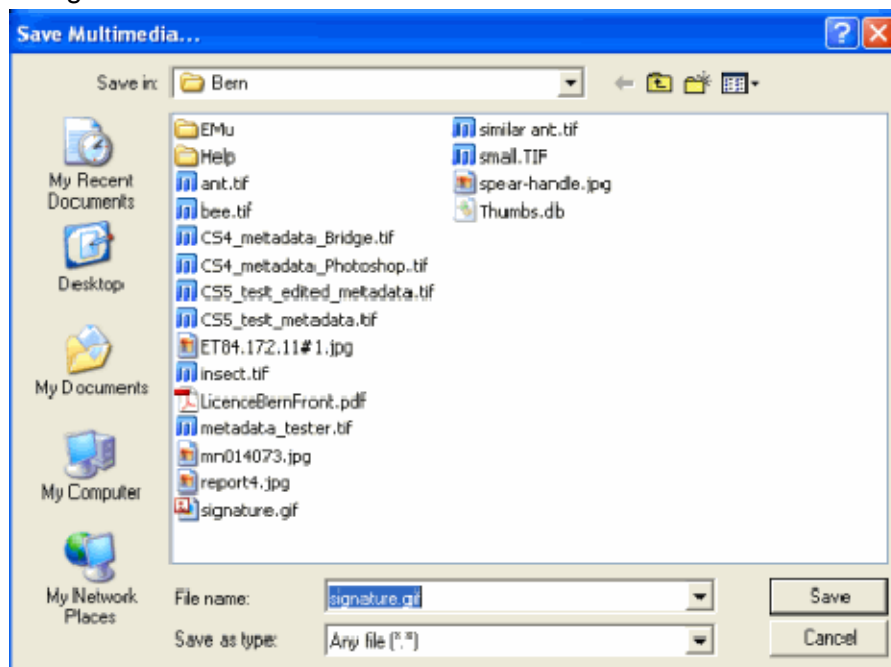 Save Multimedia...
Save in:
Bern
My Recent
Documents
Desktop
My Documents
My Computer
My Network
Places
EMu
Help
ant.tif
bee.tif
CS4_metadata_Bridge.tif
CS4_metadata_Photoshop.tif
CS5_test_edited_metadata.tif
CS5_test_metadata.tif
ET84.172.11#1.jpg
insect.tif
LicenceBernFront.pdf
metadata_tester.tif
mn014073.jpg
report4.jpg
signature.gif
similar ant.tif
small.TIF
spear-handle.jpg
Thumbs.db
File name:
signature.gif
Save
Save as type:
Any file (*.*)
Cancel